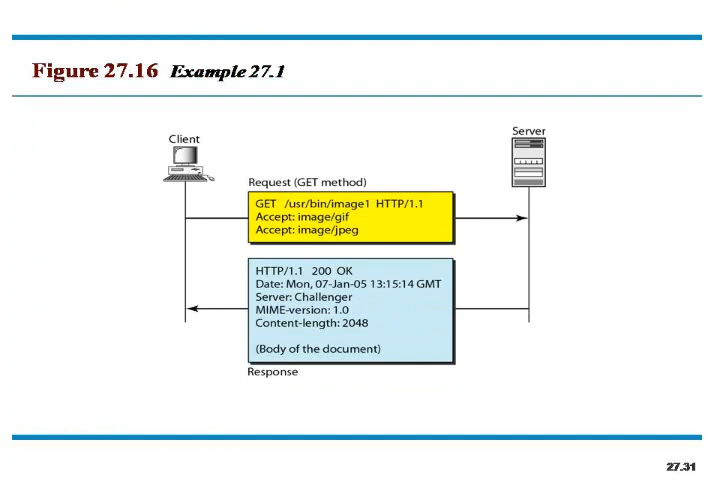 Figure 27.16 Example 27.1
Client
Server
Request (GET method)
GET /usr/bin/image1 HTTP/1.1
Accept: image/gif
Accept: image/jpeg
HTTP/1.1 200 OK
Date: Mon, 07-Jan-05 13:15:14 GMT
Server: Challenger
MIME-version: 1.0
Content-length: 2048
(Body of the document)
Response
27.31